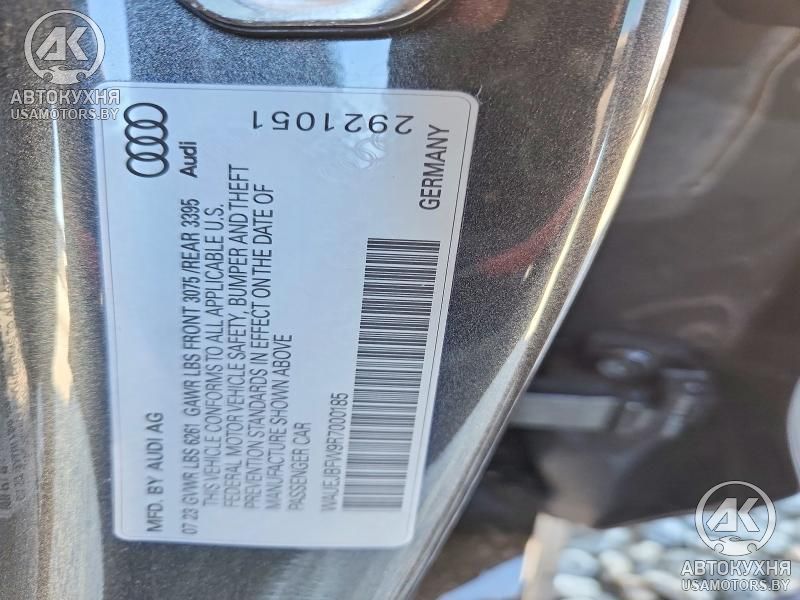 MFD. BY AUDI AG
Audi
07 23 GVWR LBS 6261 GAWR LBS FRONT 3075 /REAR 3395
THIS VEHICLE CONFORMS TO ALL APPLICABLE U.S.
FEDERAL MOTOR VEHICLE SAFETY, BUMPER AND THEFT
PREVENTION STANDARDS IN EFFECT ON THE DATE OF
MANUFACTURE SHOWN ABOVE
PASSENGER CAR
WAUEJBFW9R7000185
2921051
GERMANY
AK
АВТОКУХНЯ
USAMOTORS.BY
AK
АВТОКУХНЯ
USAMOTORS.BY